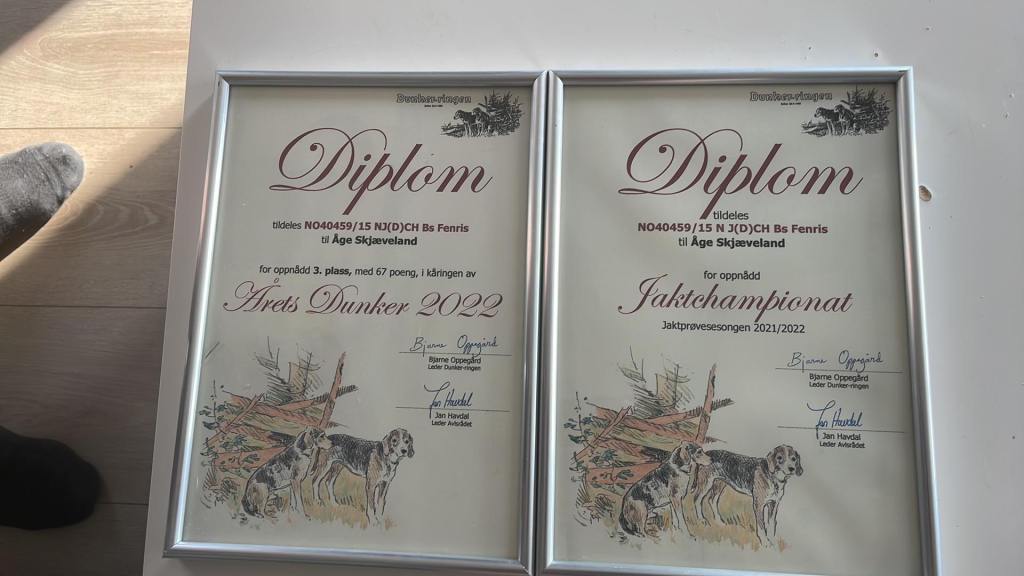 Dunker-ringen
Diplom
tildeles NO40459/15 NJ(D)CH Bs Fenris
til Åge Skjæveland
for oppnådd 3. plass, med 67 poeng, i kåringen av
Årets Dunker 2022
Bjarne Oppegård
Bjarne Oppegård
Leder Dunker-ringen
Jan Havdal
Jan Havdal
Leder Avlsrådet
Dunker-ringen
Diplom
tildeles
NO40459/15 N J(D)CH Bs Fenris
til Åge Skjæveland
for oppnådd
Jaktchampionat
Jaktprøvesesongen 2021/2022
Bjarne Oppegård
Bjarne Oppegård
Leder Dunker-ringen
Jan Havdal
Jan Havdal
Leder Avlsrådet